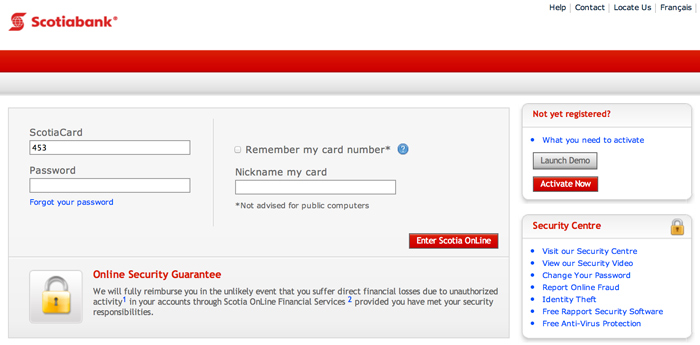 Help | Contact | Locate Us | Français
Scotiabank®
ScotiaCard
453
Password
Forgot your password
Remember my card number* ?
Nickname my card
*Not advised for public computers
Enter Scotia OnLine
Online Security Guarantee
We will fully reimburse you in the unlikely event that you suffer direct financial losses due to unauthorized
activity1 in your accounts through Scotia OnLine Financial Services 2 provided you have met your security
responsibilities.
Not yet registered?
What you need to activate
Launch Demo
Activate Now
Security Centre
Visit our Security Centre
View our Security Video
Change Your Password
Report Online Fraud
Identity Theft
Free Rapport Security Software
Free Anti-Virus Protection